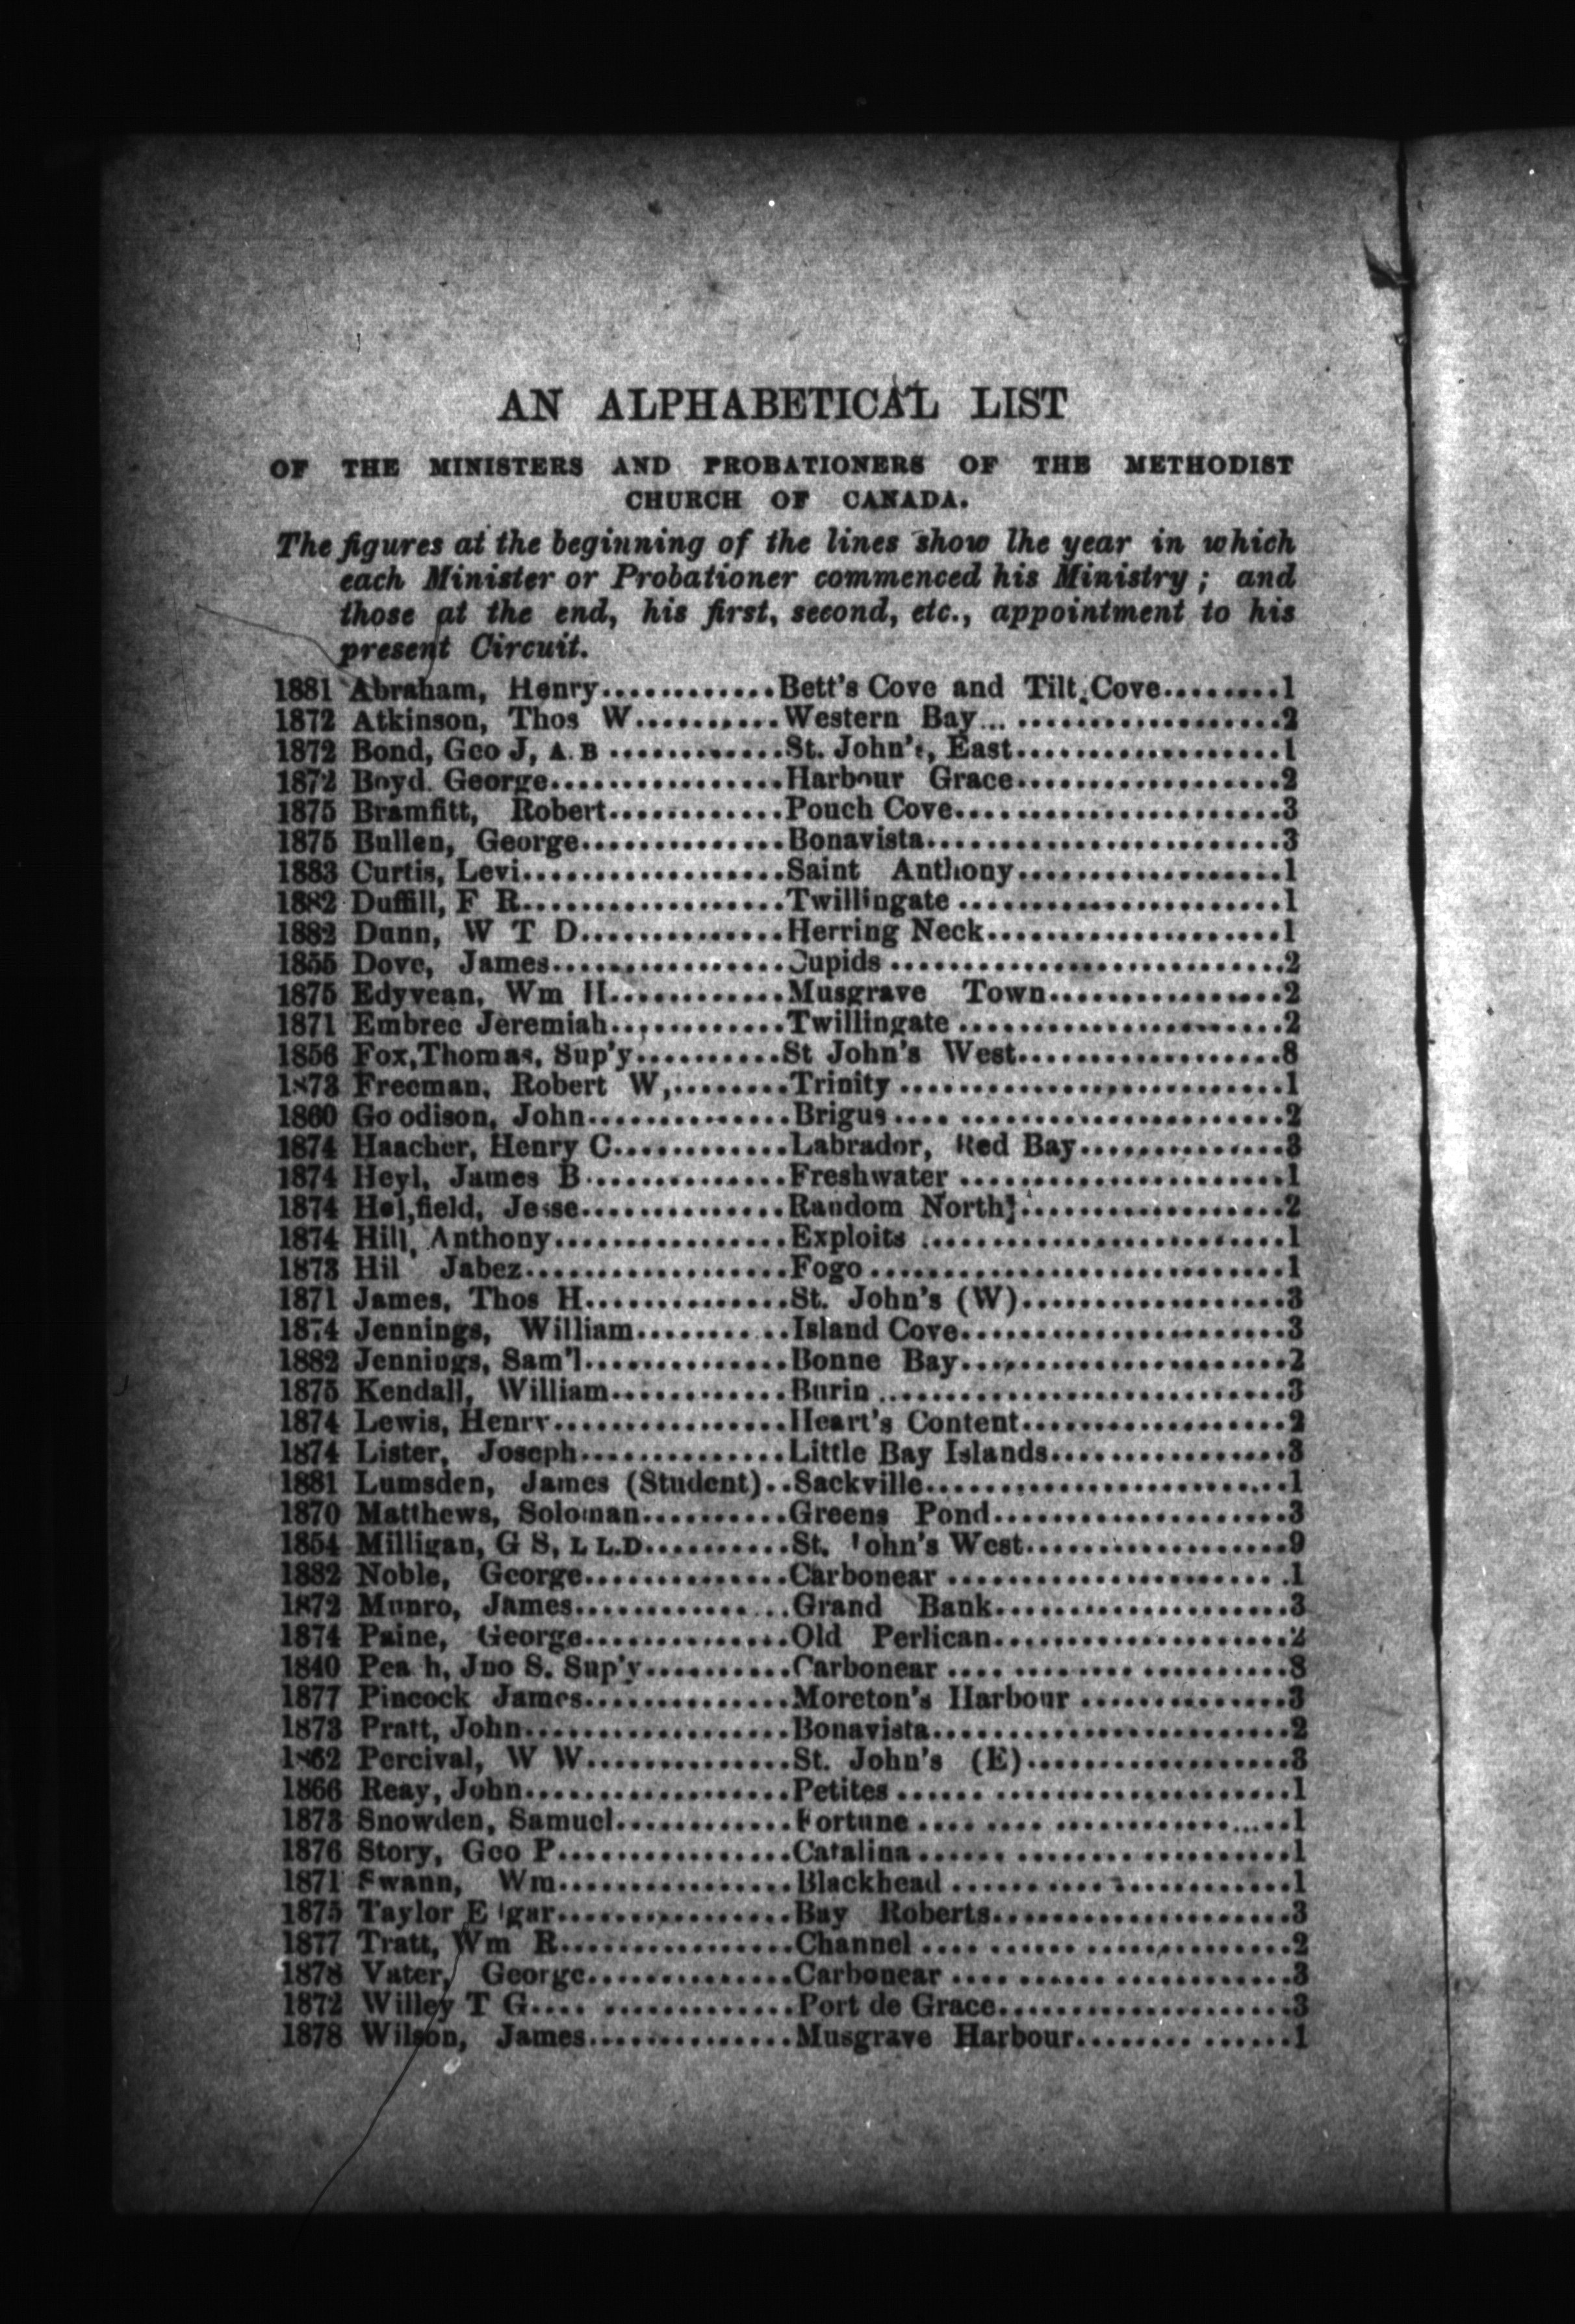 AN ALPHABETICAL LIST
OF THE MINISTERS AND PROBATIONERS OF THE METHODIST
CHURCH OF CANADA.
The figures at the beginning of the lines show lhe year in which
each Minister or Probationer commenced his Ministry; and
those at the end, his first, second, etc., appointment to his
present Circuit.
1881 Abraham, Henry............Bett's Cove and Tilt Cove........1
1872 Atkinson, Thos W..........Western Bay... ..................2
1872 Bond, Geo J, A. B ............St. John's, East..................1
1872 Boyd. George................Harbour Grace..................2
1875 Bramfitt, Robert............Pouch Cove......................3
1875 Bullen, George..............Bonavista........................3
1883 Curtis, Levi..................Saint Anthony..................1
1882 Duffill, F R..................Twillingate ......................1
1882 Dunn, W T D..............Herring Neck....................1
1855 Dove, James................Cupids ...........................2
1875 Edyvean, Wm H............Musgrave Town................2
1871 Embree Jeremiah............Twillingate ......................2
1856 Fox,Thomas, Sup'y..........St John's West..................8
1873 Freeman, Robert W,........Trinity ..........................1
1860 Go odison, John..............Brigus.... ......................2
1874 Haacher, Henry C............Labrador, Red Bay..............3
1874 Heyl, James B.............Freshwater ......................1
1874 Heyfield, Jesse..............Random North..................2
1874 Hill, Anthony................Exploits ........................1
1873 Hil Jabez..................Fogo ............................1
1871 James, Thos H..............St. John's (W)..................3
1874 Jennings, William.......... ..Island Cove......................3
1882 Jennings, Sam'l..............Bonne Bay......................2
1875 Kendall, William............Burin ............................3
1874 Lewis, Henry................Heart's Content..................2
1874 Lister, Joseph..............Little Bay Islands................3
1881 Lumsden, James (Student)..Sackville........................1
1870 Matthews, Soloman..........Greens Pond....................3
1854 Milligan, G S, L L.D..........St. John's West..................9
1882 Noble, George..............Carbonear ...................... .1
1872 Munro, James............. ...Grand Bank....................3
1874 Paine, George..............Old Perlican....................2
1840 Pea h, Jno S. Sup'y..........Carbonear .... ........ ..........8
1877 Pincock James..............Moreton's Harbour ..............3
1873 Pratt, John..................Bonavista........................2
1862 Percival, W W..............St. John's (E)..................3
1866 Reay, John..................Petites ...... ....................1
1873 Snowden, Samuel............Fortune .... .... ..................1
1876 Story, Geo P................Catalina...... ........ ..........1
1871 Swann, Wm................Blackhead ...... .... ............1
1875 Taylor E gar................Bay Roberts....................3
1877 Tratt, Wm R................Channel .... ...... ..............2
1878 Vater, George..............Carbonear .... ...... ............3
1872 Willey T G.... .............Port de Grace....................3
1878 Wilson, James..............Musgrave Harbour........ ......1